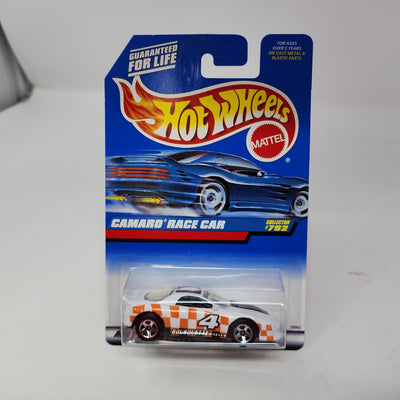 GUARANTEED
FOR LIFE
FOR AGES
OVER 3 YEARS
DIE CAST METAL &
PLASTIC PARTS.
HOT WHEELS
MATTEL
®
CAMARO® RACE CAR
COLLECTOR
#792
4